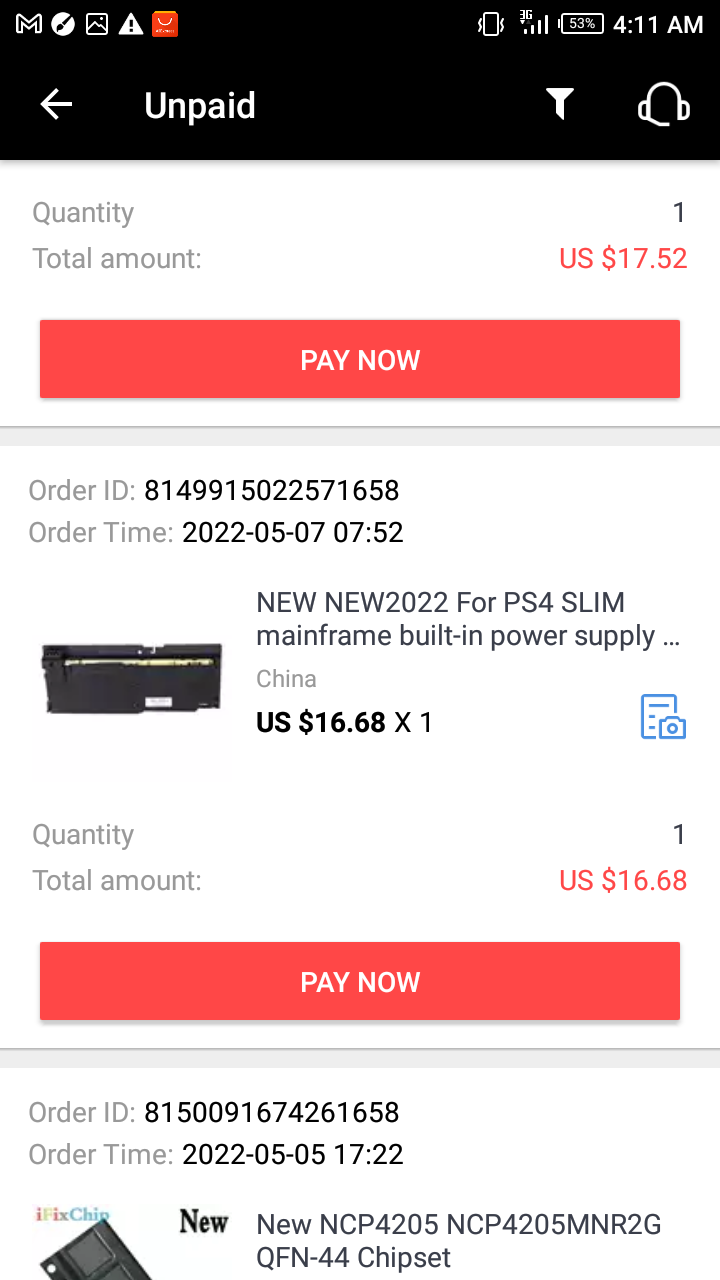 3G
53%
4:11 AM
Unpaid
Quantity
1
Total amount:
US $17.52
PAY NOW
Order ID: 8149915022571658
Order Time: 2022-05-07 07:52
NEW NEW2022 For PS4 SLIM
mainframe built-in power supply ...
China
US $16.68 X 1
Quantity
1
Total amount:
US $16.68
PAY NOW
Order ID: 8150091674261658
Order Time: 2022-05-05 17:22
iFixChip
New
New NCP4205 NCP4205MNR2G
QFN-44 Chipset